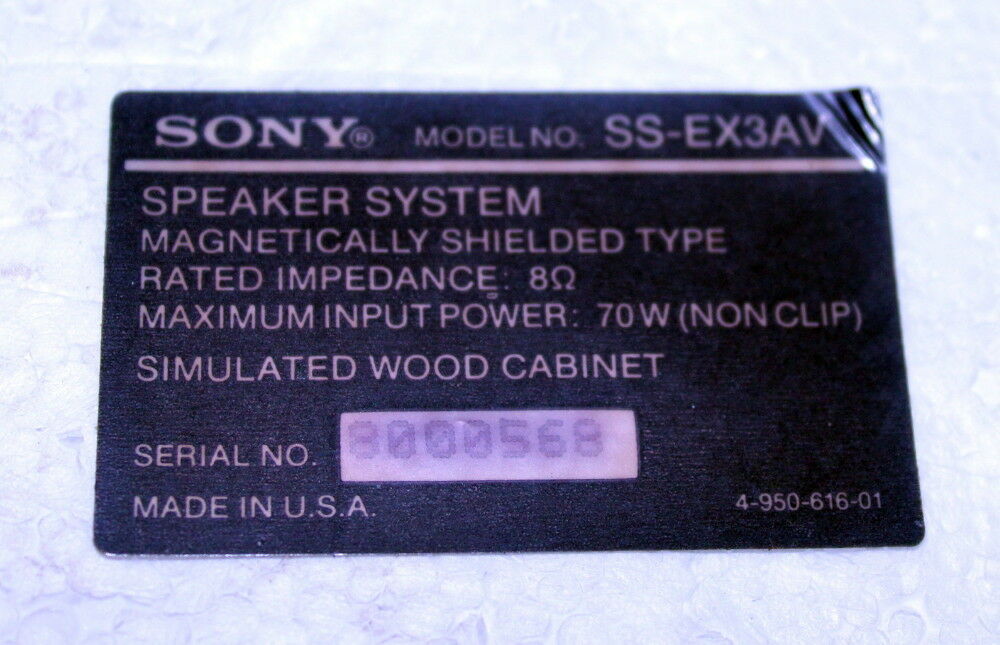 SONY® MODEL NO. SS-EX3AV
SPEAKER SYSTEM
MAGNETICALLY SHIELDED TYPE
RATED IMPEDANCE: 8Ω
MAXIMUM INPUT POWER: 70W (NON CLIP)
SIMULATED WOOD CABINET
SERIAL NO. 8000568
MADE IN U.S.A. 4-950-616-01